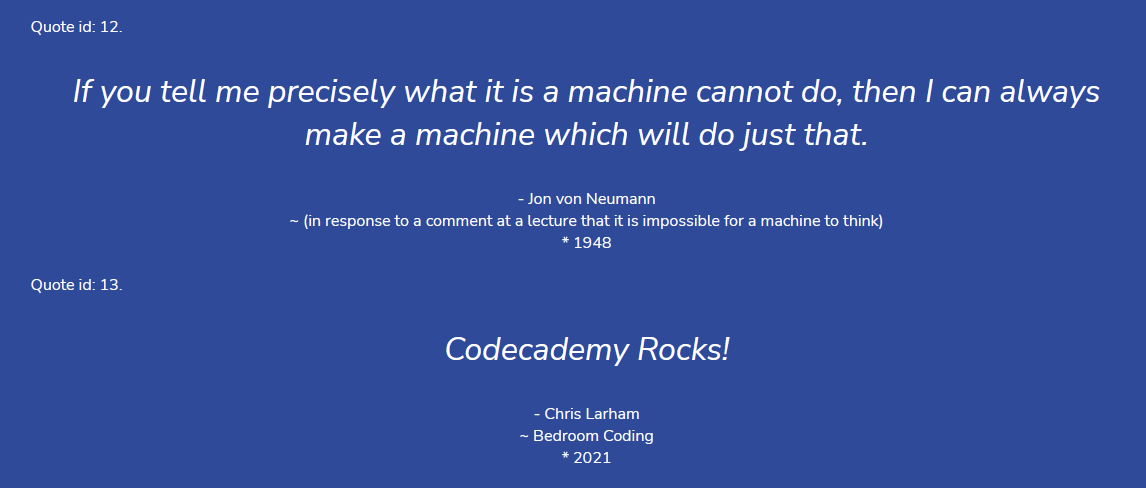 Quote id: 12.
If you tell me precisely what it is a machine cannot do, then I can always
make a machine which will do just that.
- Jon von Neumann
~ (in response to a comment at a lecture that it is impossible for a machine to think)
* 1948
Quote id: 13.
Codecademy Rocks!
- Chris Larham
~ Bedroom Coding
* 2021